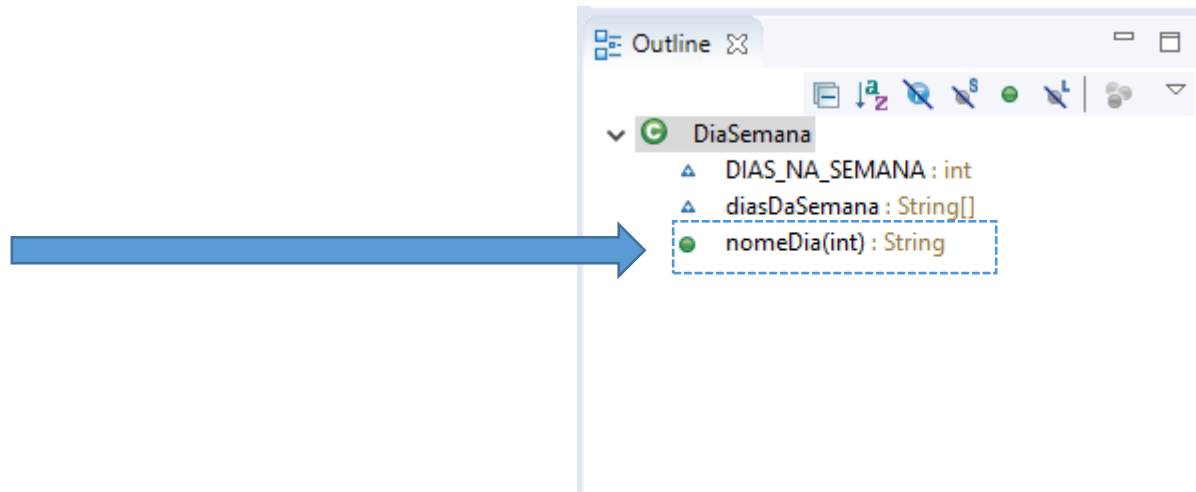 Outline
DiaSemana
DIAS_NA_SEMANA : int
diasDaSemana : String[]
nomeDia(int) : String